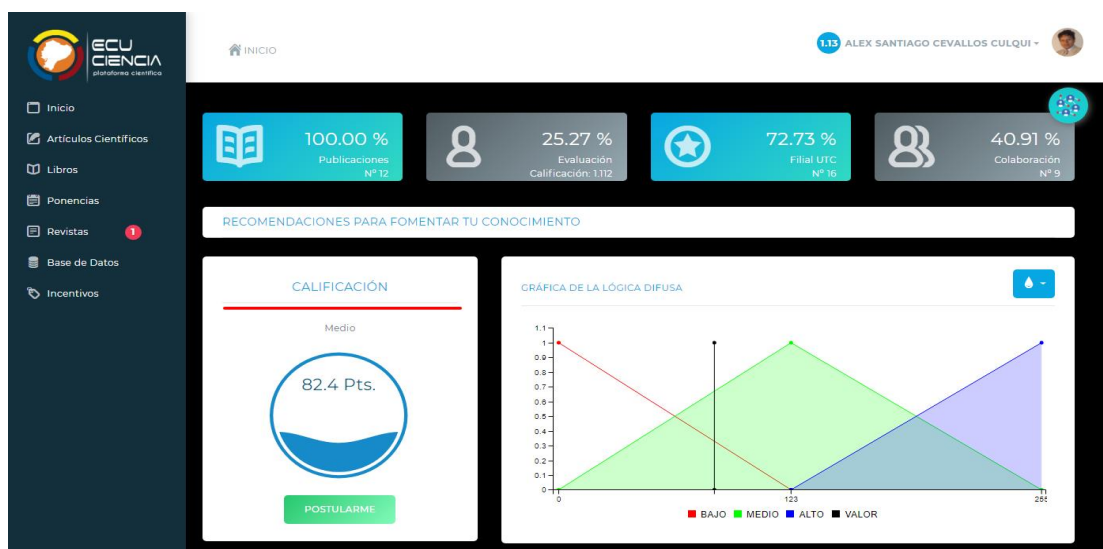 ECU
CIENCIA
plataforma científica
INICIO
1.13 ALEX SANTIAGO CEVALLOS CULQUI
Inicio
Artículos Científicos
Libros
Ponencias
Revistas 1
Base de Datos
Incentivos
100.00 %
Publicaciones
Nº 12
25.27 %
Evaluación
Calificación: 1.112
72.73 %
Filial UTC
Nº 16
40.91 %
Colaboración
Nº 9
RECOMENDACIONES PARA FOMENTAR TU CONOCIMIENTO
CALIFICACIÓN
Medio
82.4 Pts.
POSTULARME
GRÁFICA DE LA LÓGICA DIFUSA
1.1
1
0.9
0.8
0.7
0.6
0.5
0.4
0.3
0.2
0.1
0
0 123
BAJO MEDIO ALTO VALOR